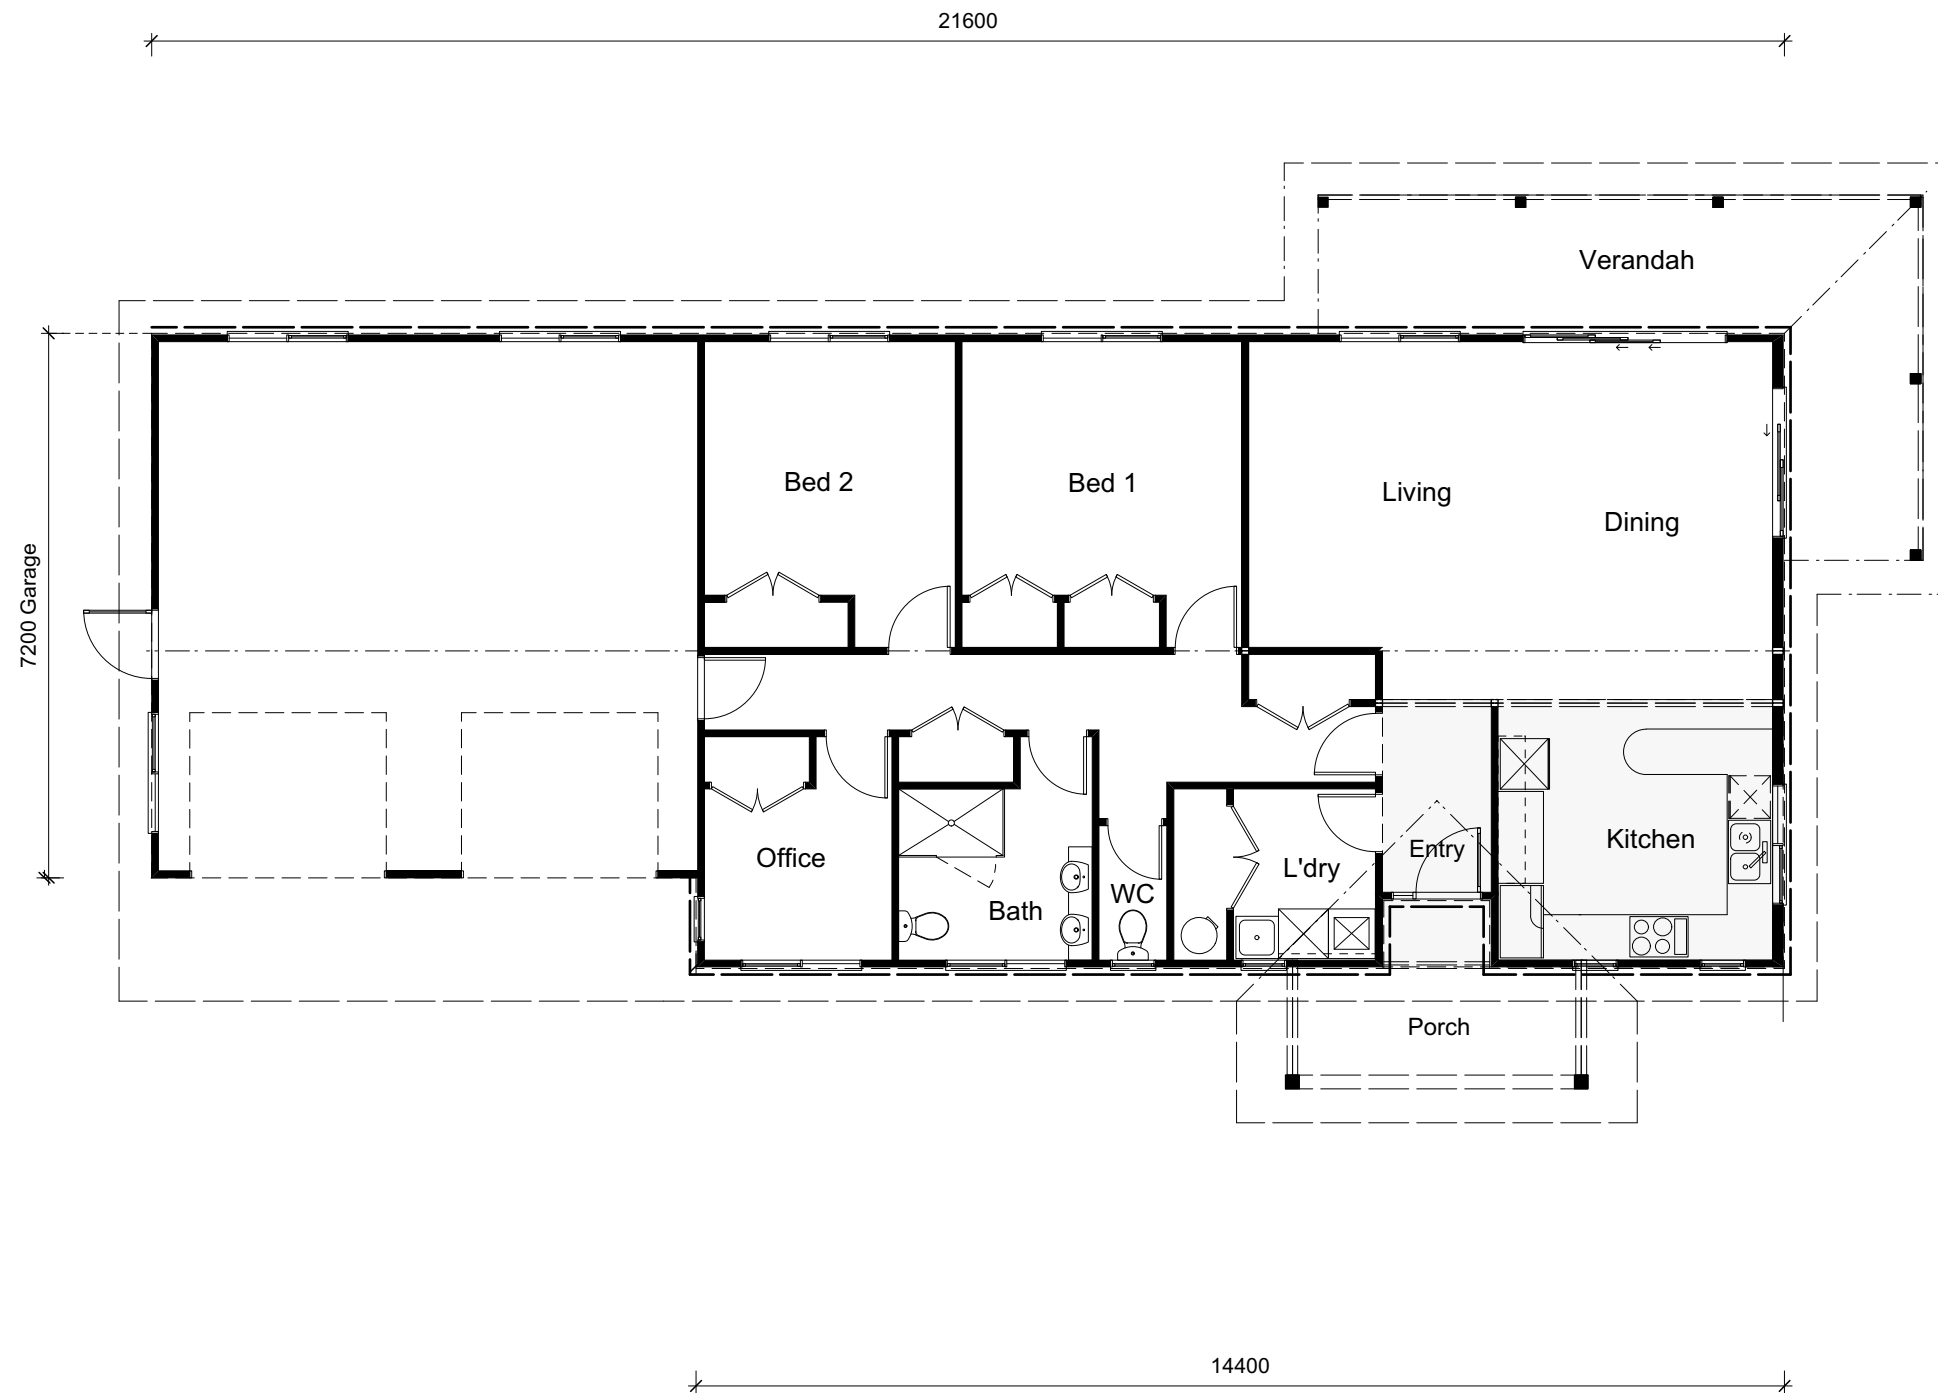 21600
Verandah
Bed 2
Bed 1
Living
Dining
7200 Garage
Office
Bath
WC
L'dry
Entry
Kitchen
Porch
14400